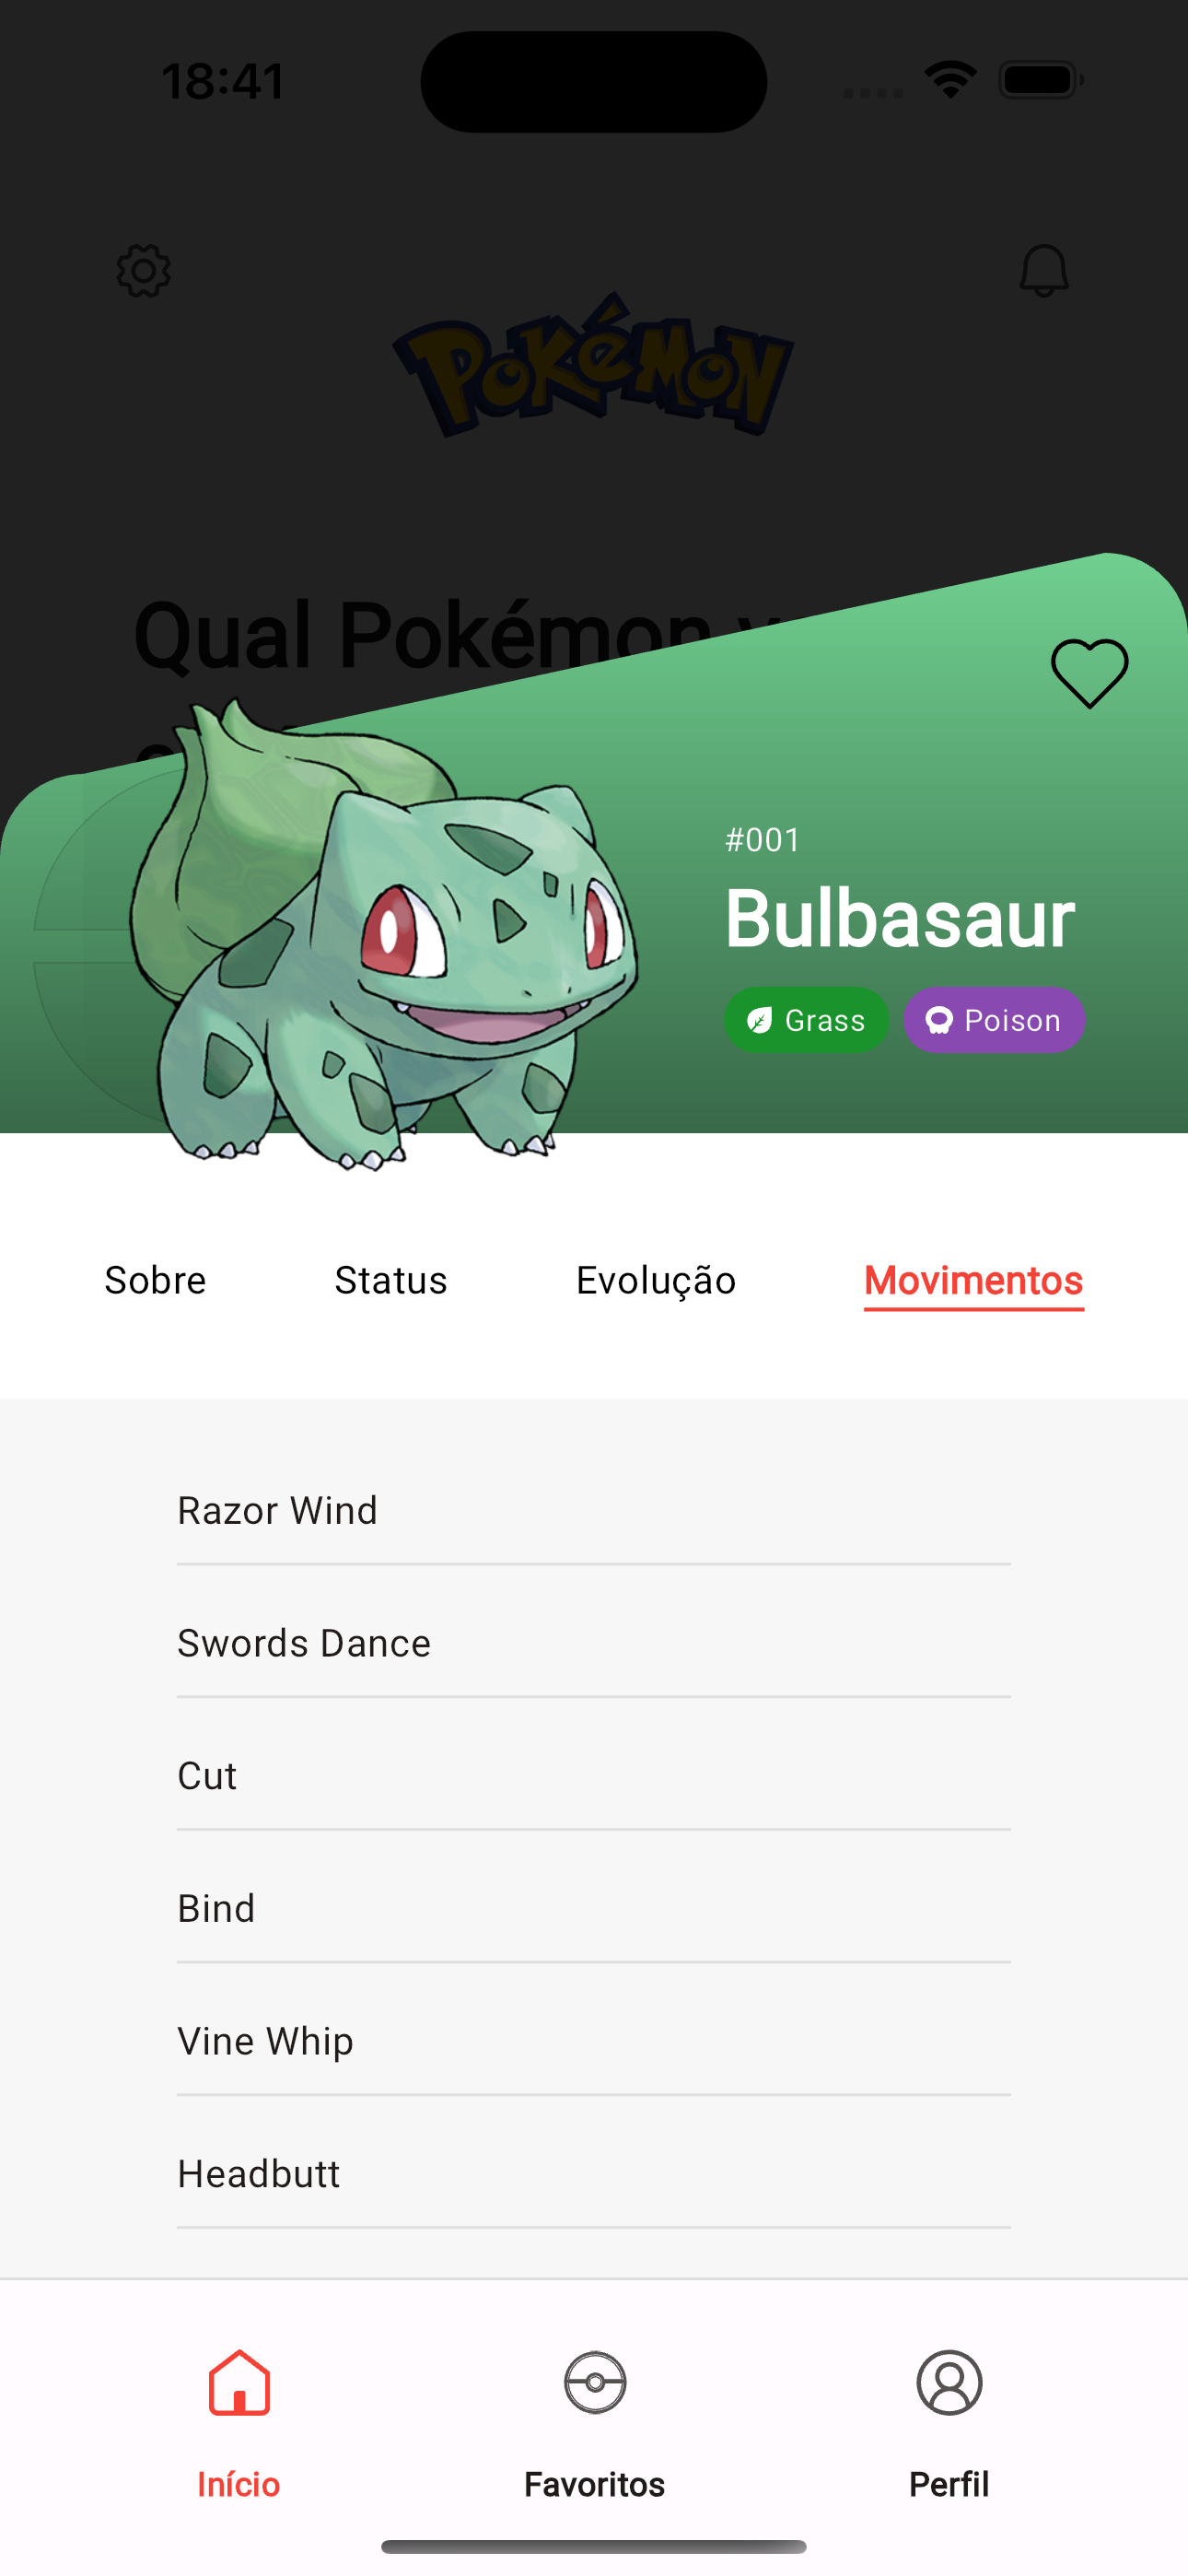 18:41
POKéMON
Qual Pokémon
#001
Bulbasaur
Grass Poison
Sobre Status Evolução Movimentos
Razor Wind
Swords Dance
Cut
Bind
Vine Whip
Headbutt
Início Favoritos Perfil